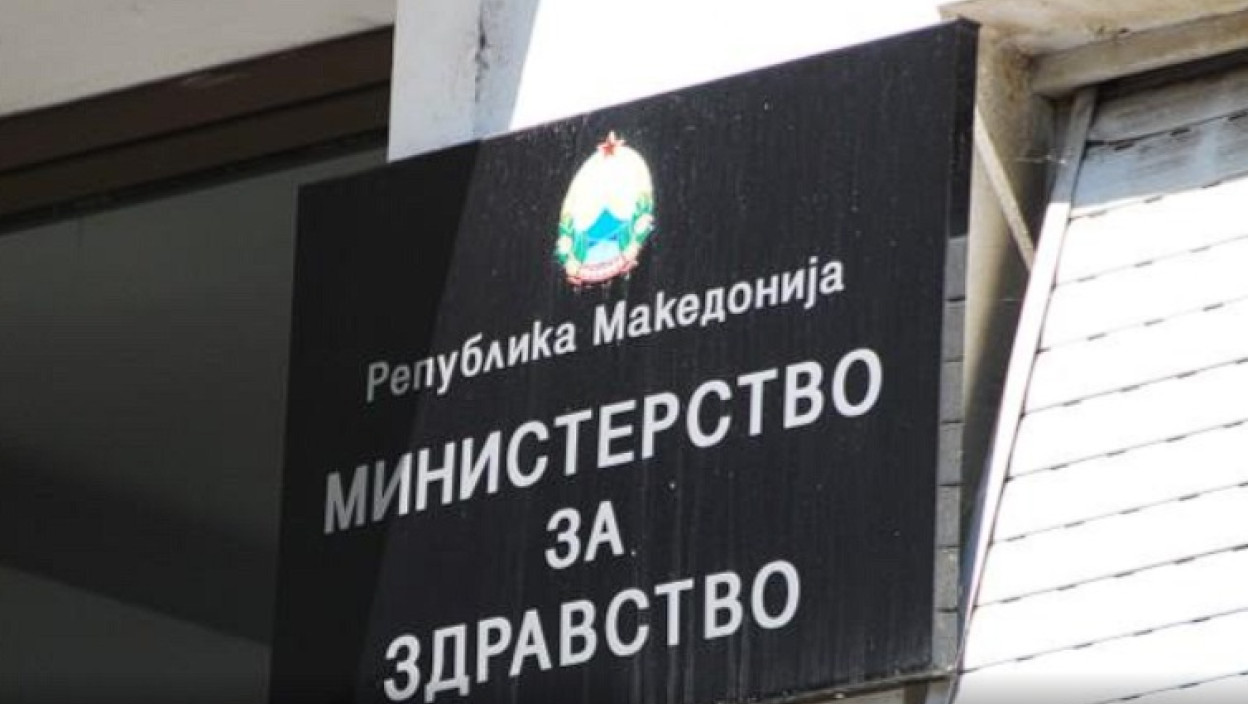 Република Македонија
МИНИСТЕРСТВО
ЗА
ЗДРАВСТВО